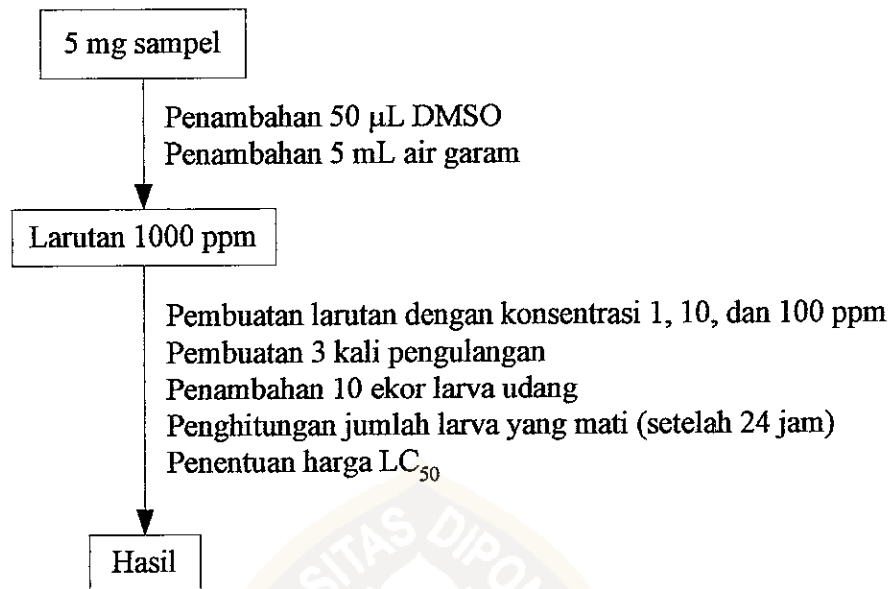 5 mg sampel
Penambahan 50 μL DMSO
Penambahan 5 mL air garam
Larutan 1000 ppm
Pembuatan larutan dengan konsentrasi 1, 10, dan 100 ppm
Pembuatan 3 kali pengulangan
Penambahan 10 ekor larva udang
Penghitungan jumlah larva yang mati (setelah 24 jam)
Penentuan harga LC₅₀
Hasil